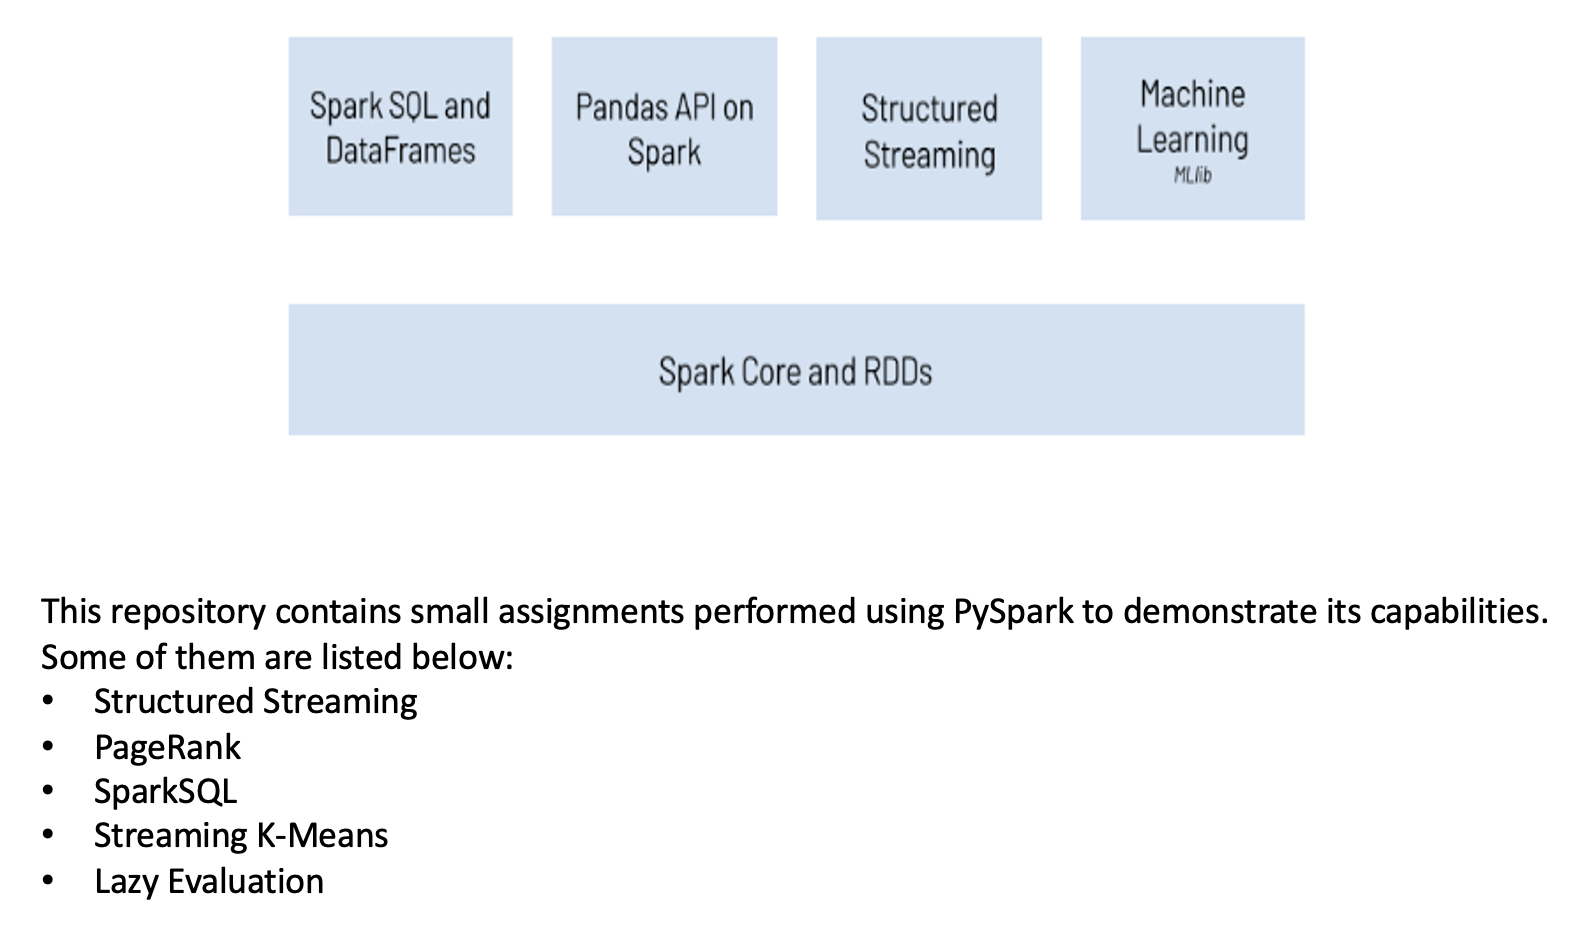 Spark SQL and
DataFrames
Pandas API on
Spark
Structured
Streaming
Machine
Learning
MLlib
Spark Core and RDDs
This repository contains small assignments performed using PySpark to demonstrate its capabilities.
Some of them are listed below:
• Structured Streaming
• PageRank
• SparkSQL
• Streaming K-Means
• Lazy Evaluation